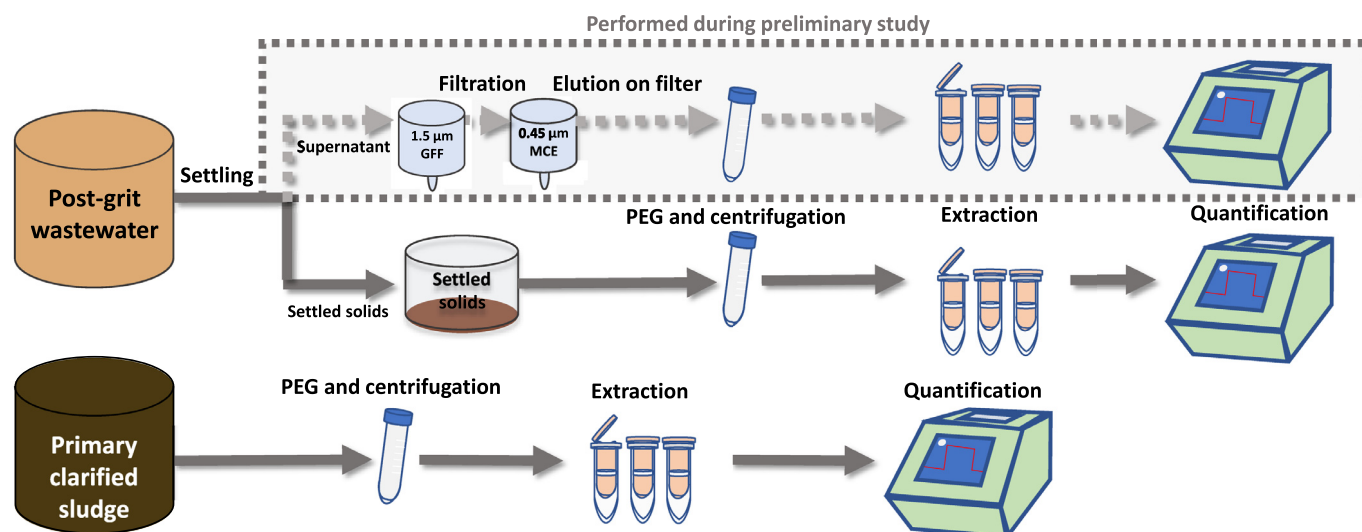 Performed during preliminary study
Filtration
Elution on filter
Post-grit
wastewater
Settling
Supernatant
1.5 µm
GFF
0.45 µm
MCE
PEG and centrifugation
Extraction
Quantification
Settled solids
Settled
solids
Primary
clarified
sludge
PEG and centrifugation
Extraction
Quantification